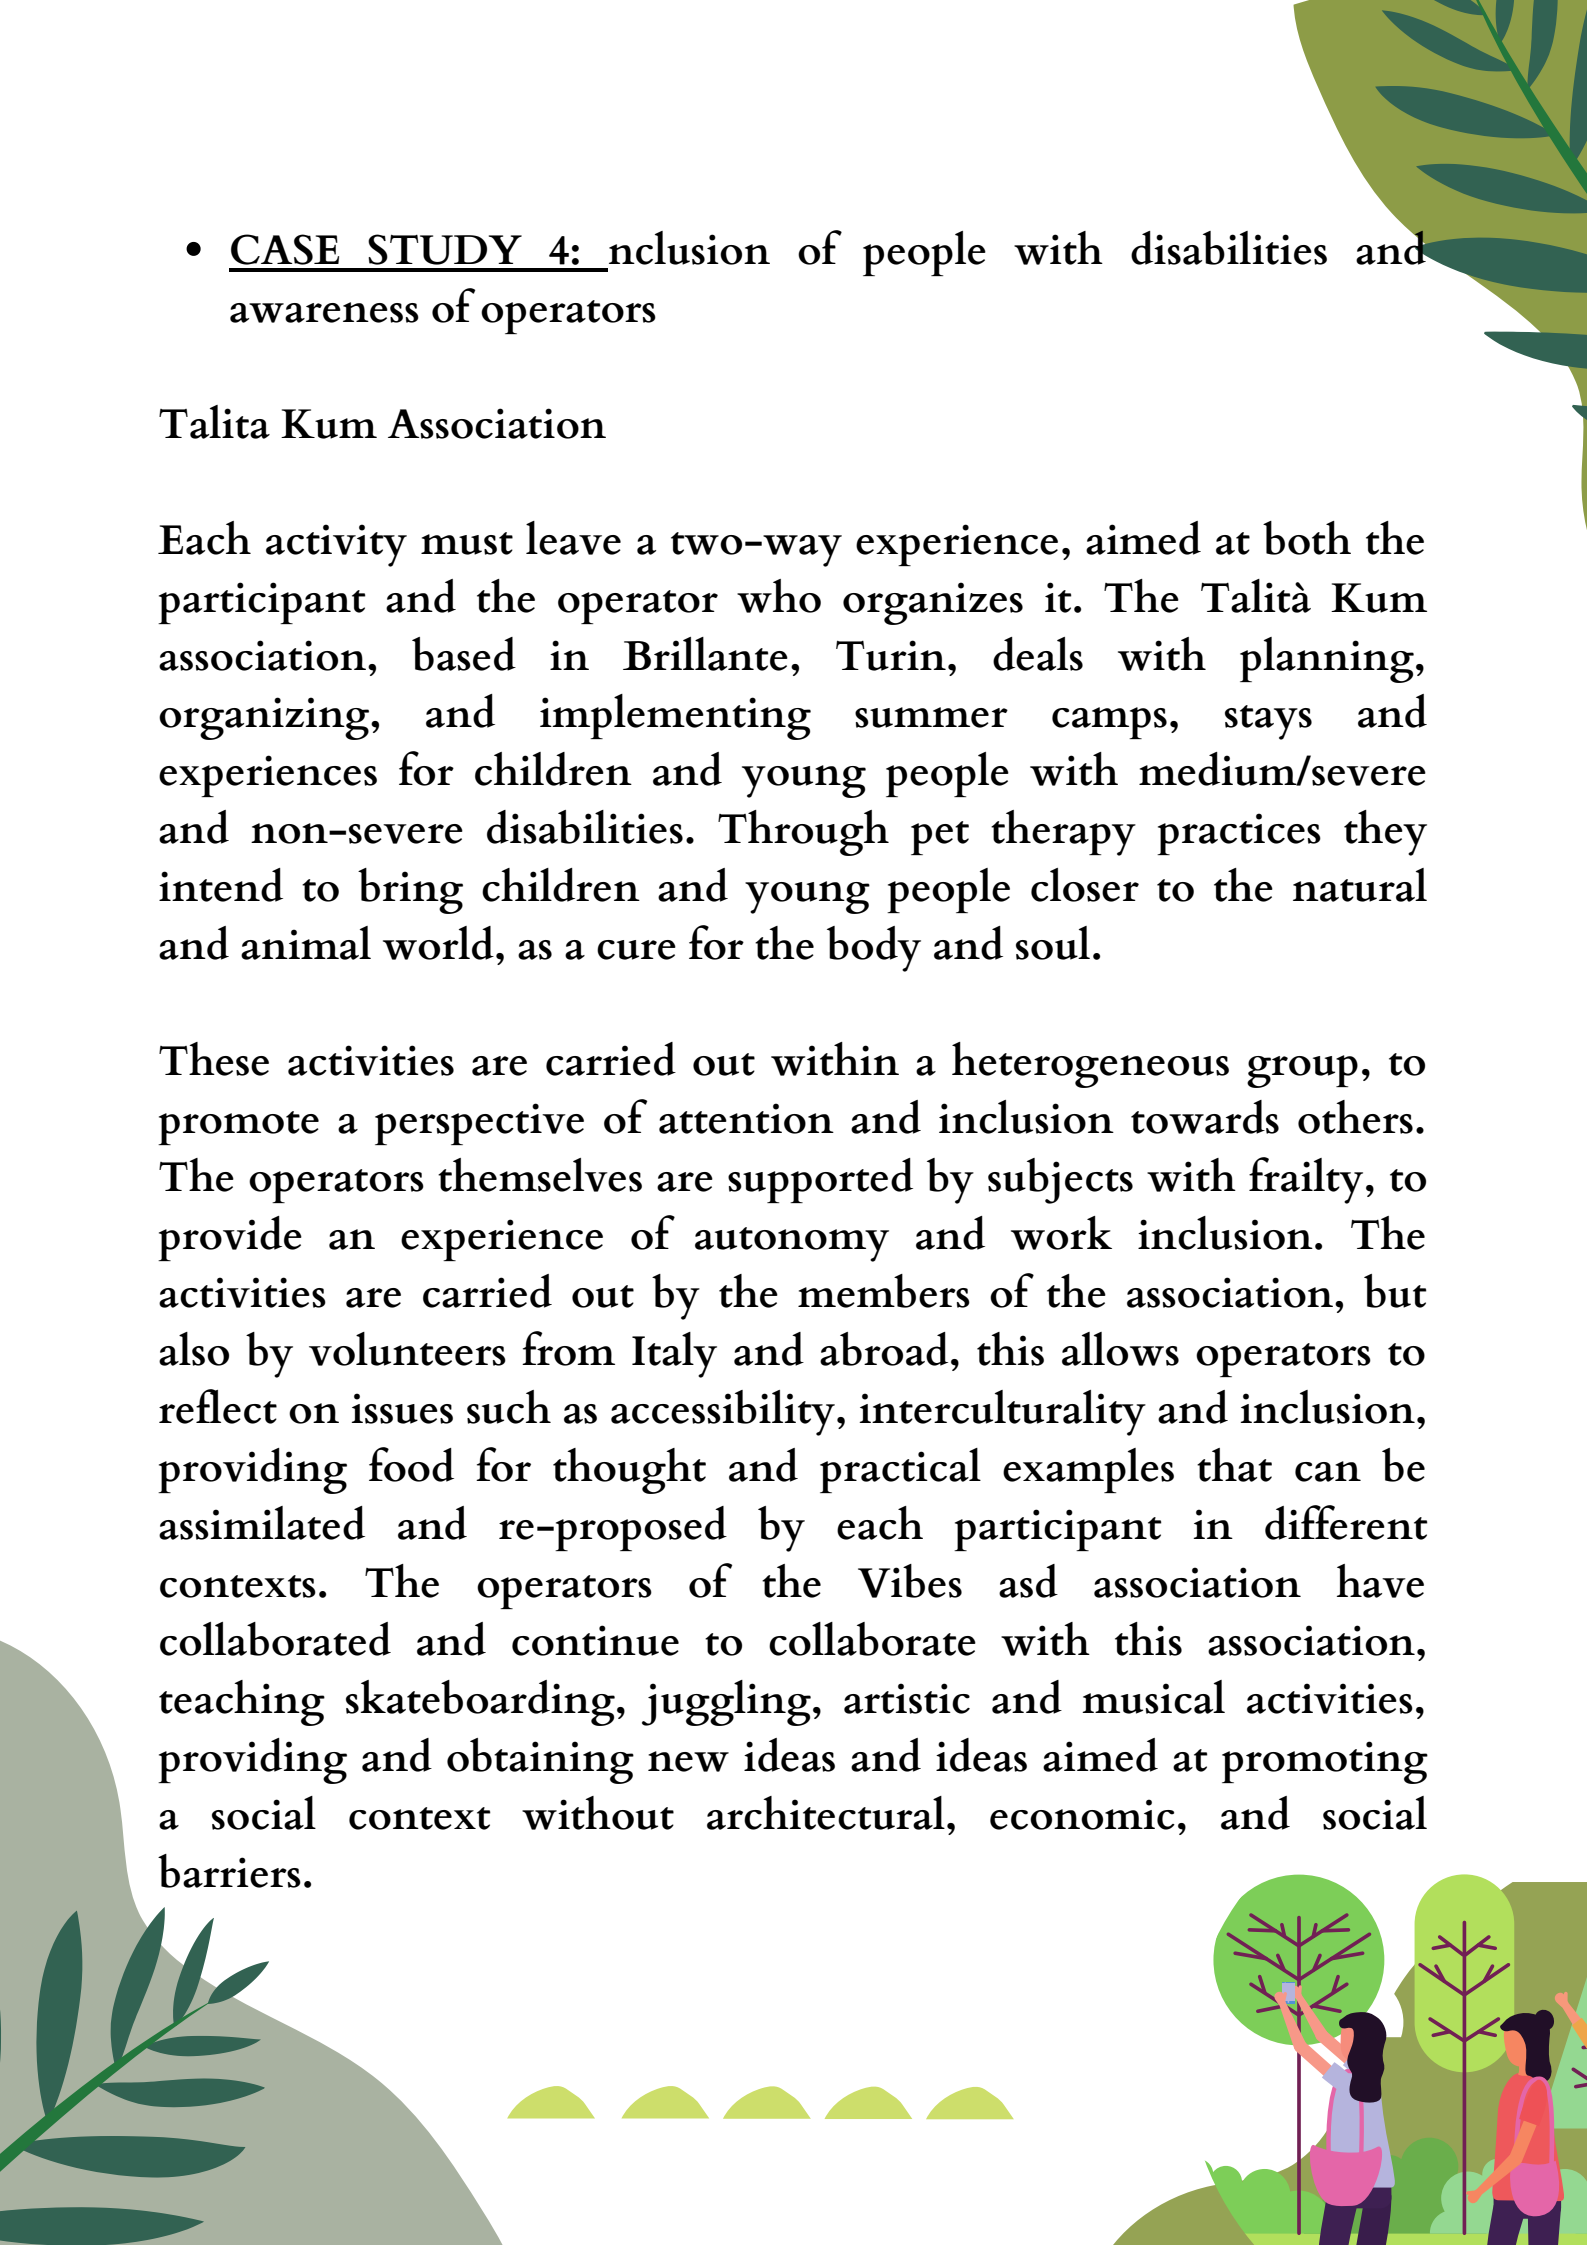 • CASE STUDY 4: nclusion of people with disabilities and
awareness of operators
Talita Kum Association
Each activity must leave a two-way experience, aimed at both the
participant and the operator who organizes it. The Talità Kum
association, based in Brillante, Turin, deals with planning,
organizing, and implementing summer camps, stays and
experiences for children and young people with medium/severe
and non-severe disabilities. Through pet therapy practices they
intend to bring children and young people closer to the natural
and animal world, as a cure for the body and soul.
These activities are carried out within a heterogeneous group, to
promote a perspective of attention and inclusion towards others.
The operators themselves are supported by subjects with frailty, to
provide an experience of autonomy and work inclusion. The
activities are carried out by the members of the association, but
also by volunteers from Italy and abroad, this allows operators to
reflect on issues such as accessibility, interculturality and inclusion,
providing food for thought and practical examples that can be
assimilated and re-proposed by each participant in different
contexts. The operators of the Vibes asd association have
collaborated and continue to collaborate with this association,
teaching skateboarding, juggling, artistic and musical activities,
providing and obtaining new ideas and ideas aimed at promoting
a social context without architectural, economic, and social
barriers.